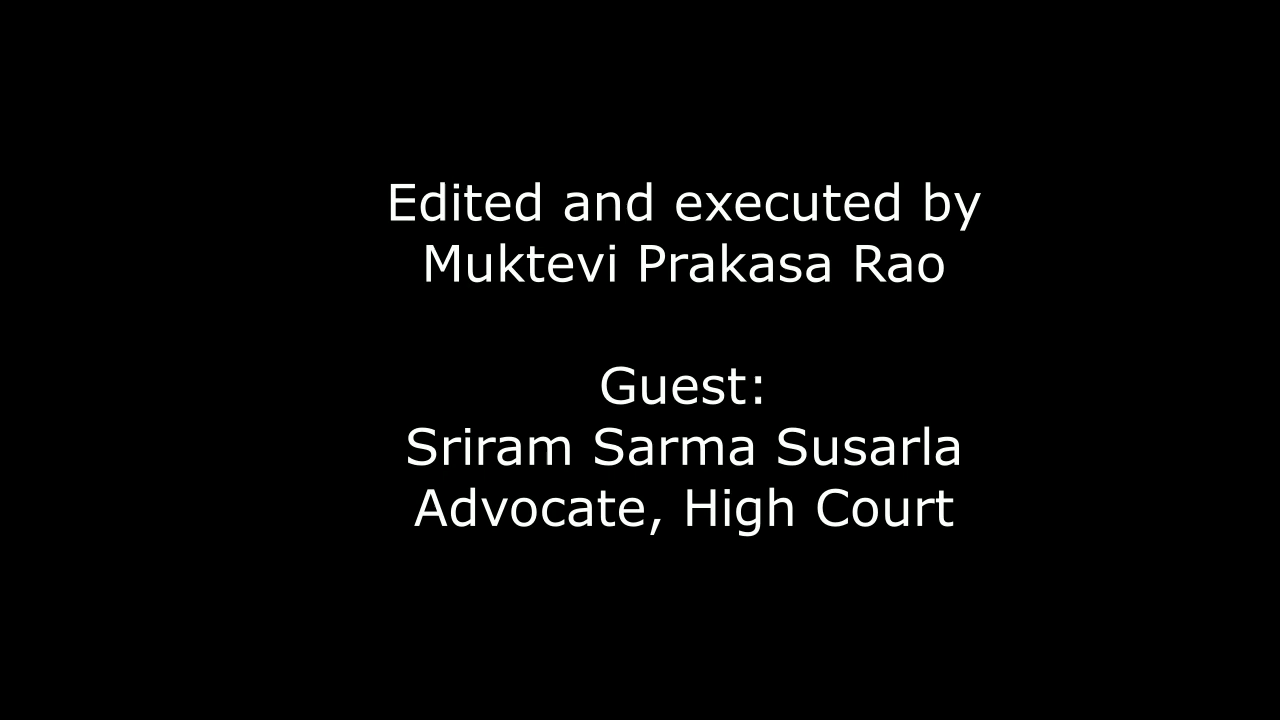 Edited and executed by
Muktevi Prakasa Rao
Guest:
Sriram Sarma Susarla
Advocate, High Court